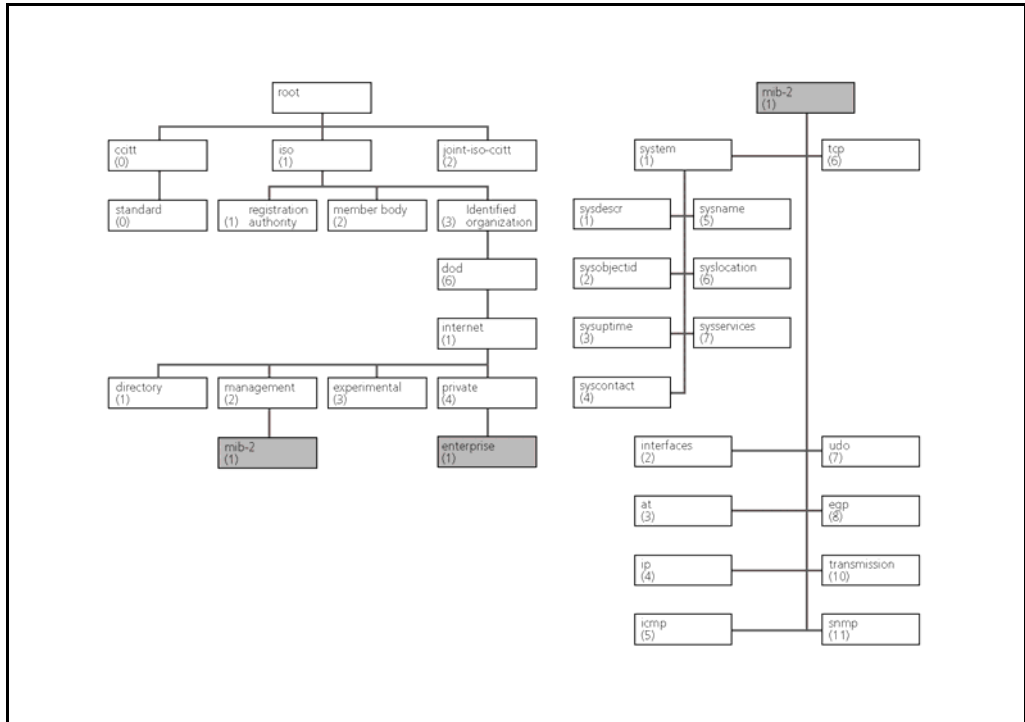 root
ccitt
(0)
iso
(1)
joint-iso-ccitt
(2)
standard
(0)
registration
(1) authority
member body
(2)
Identified
(3) organization
dod
(6)
internet
(1)
directory
(1)
management
(2)
experimental
(3)
private
(4)
mib-2
(1)
enterprise
(1)
mib-2
(1)
system
(1)
tcp
(6)
sysdescr
(1)
sysname
(5)
sysobjectid
(2)
syslocation
(6)
sysuptime
(3)
sysservices
(7)
syscontact
(4)
interfaces
(2)
udo
(7)
at
(3)
egp
(8)
ip
(4)
transmission
(10)
icmp
(5)
snmp
(11)